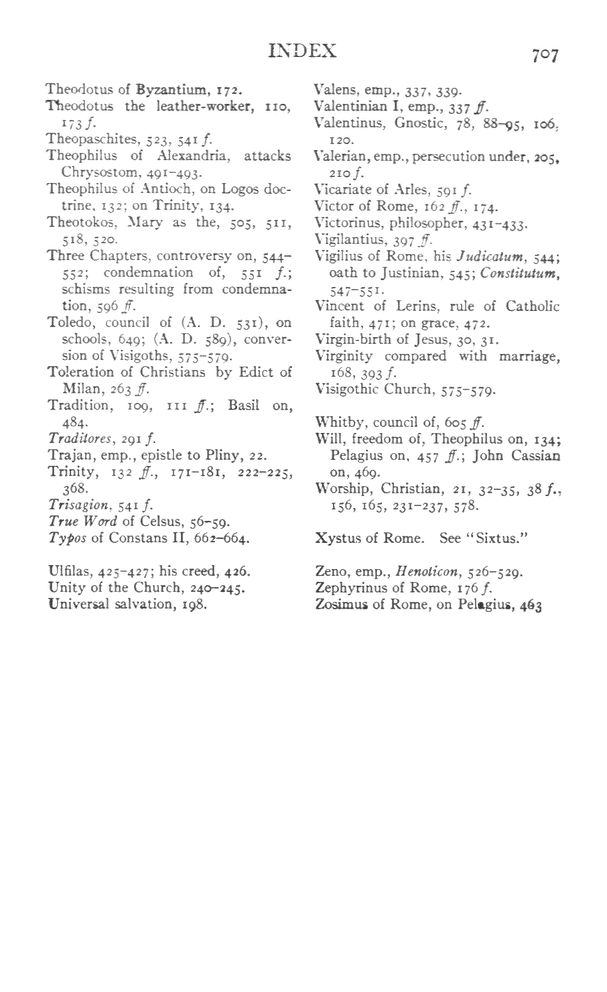 INDEX 707
Theodotus of Byzantium, 172.
Theodotus the leather-worker, 110,
173 f.
Theopaschites, 523, 541 f.
Theophilus of Alexandria, attacks
Chrysostom, 491–493.
Theophilus of Antioch, on Logos doc-
trine, 132; on Trinity, 134.
Theotokos, Mary as the, 505, 511,
518, 520.
Three Chapters, controversy on, 544–
552; condemnation of, 551 f.;
schisms resulting from condemna-
tion, 596 ff.
Toledo, council of (A. D. 531), on
schools, 649; (A. D. 589), conver-
sion of Visigoths, 575–579.
Toleration of Christians by Edict of
Milan, 263 ff.
Tradition, 109, 111 ff.; Basil on,
484.
Traditores, 291 f.
Trajan, emp., epistle to Pliny, 22.
Trinity, 132 ff., 171–181, 222–225,
368.
Trisagion, 541 f.
True Word of Celsus, 56–59.
Typos of Constans II, 662–664.
Ulfilas, 425–427; his creed, 426.
Unity of the Church, 240–245.
Universal salvation, 198.
Valens, emp., 337, 339.
Valentinian I, emp., 337 ff.
Valentinus, Gnostic, 78, 88–95, 106,
120.
Valerian, emp., persecution under, 205,
210 f.
Vicariate of Arles, 591 f.
Victor of Rome, 162 ff., 174.
Victorinus, philosopher, 431–433.
Vigilantius, 397 ff.
Vigilius of Rome, his Judicatum, 544;
oath to Justinian, 545; Constitutum,
547–551.
Vincent of Lerins, rule of Catholic
faith, 471; on grace, 472.
Virgin-birth of Jesus, 30, 31.
Virginity compared with marriage,
168, 393 f.
Visigothic Church, 575–579.
Whitby, council of, 605 ff.
Will, freedom of, Theophilus on, 134;
Pelagius on, 457 ff.; John Cassian
on, 469.
Worship, Christian, 21, 32–35, 38 f.,
156, 165, 231–237, 578.
Xystus of Rome. See "Sixtus."
Zeno, emp., Henoticon, 526–529.
Zephyrinus of Rome, 176 f.
Zosimus of Rome, on Pelagius, 463